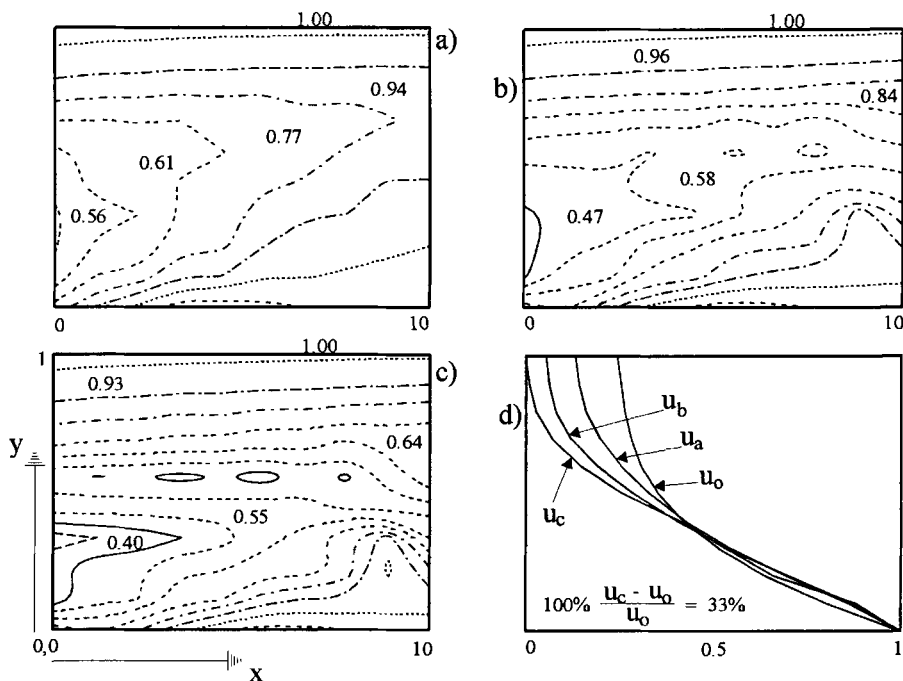 1.00
a)
0.94
0.77
0.61
0.56
0
10
1.00
0.96
b)
0.84
0.58
0.47
0
10
1.00
1
c)
0.93
0.64
y
0.55
0.40
0,0
10
x
d)
u_b
u_a
u_o
u_c
100% u_c - u_o / u_o = 33%
0
0.5
1